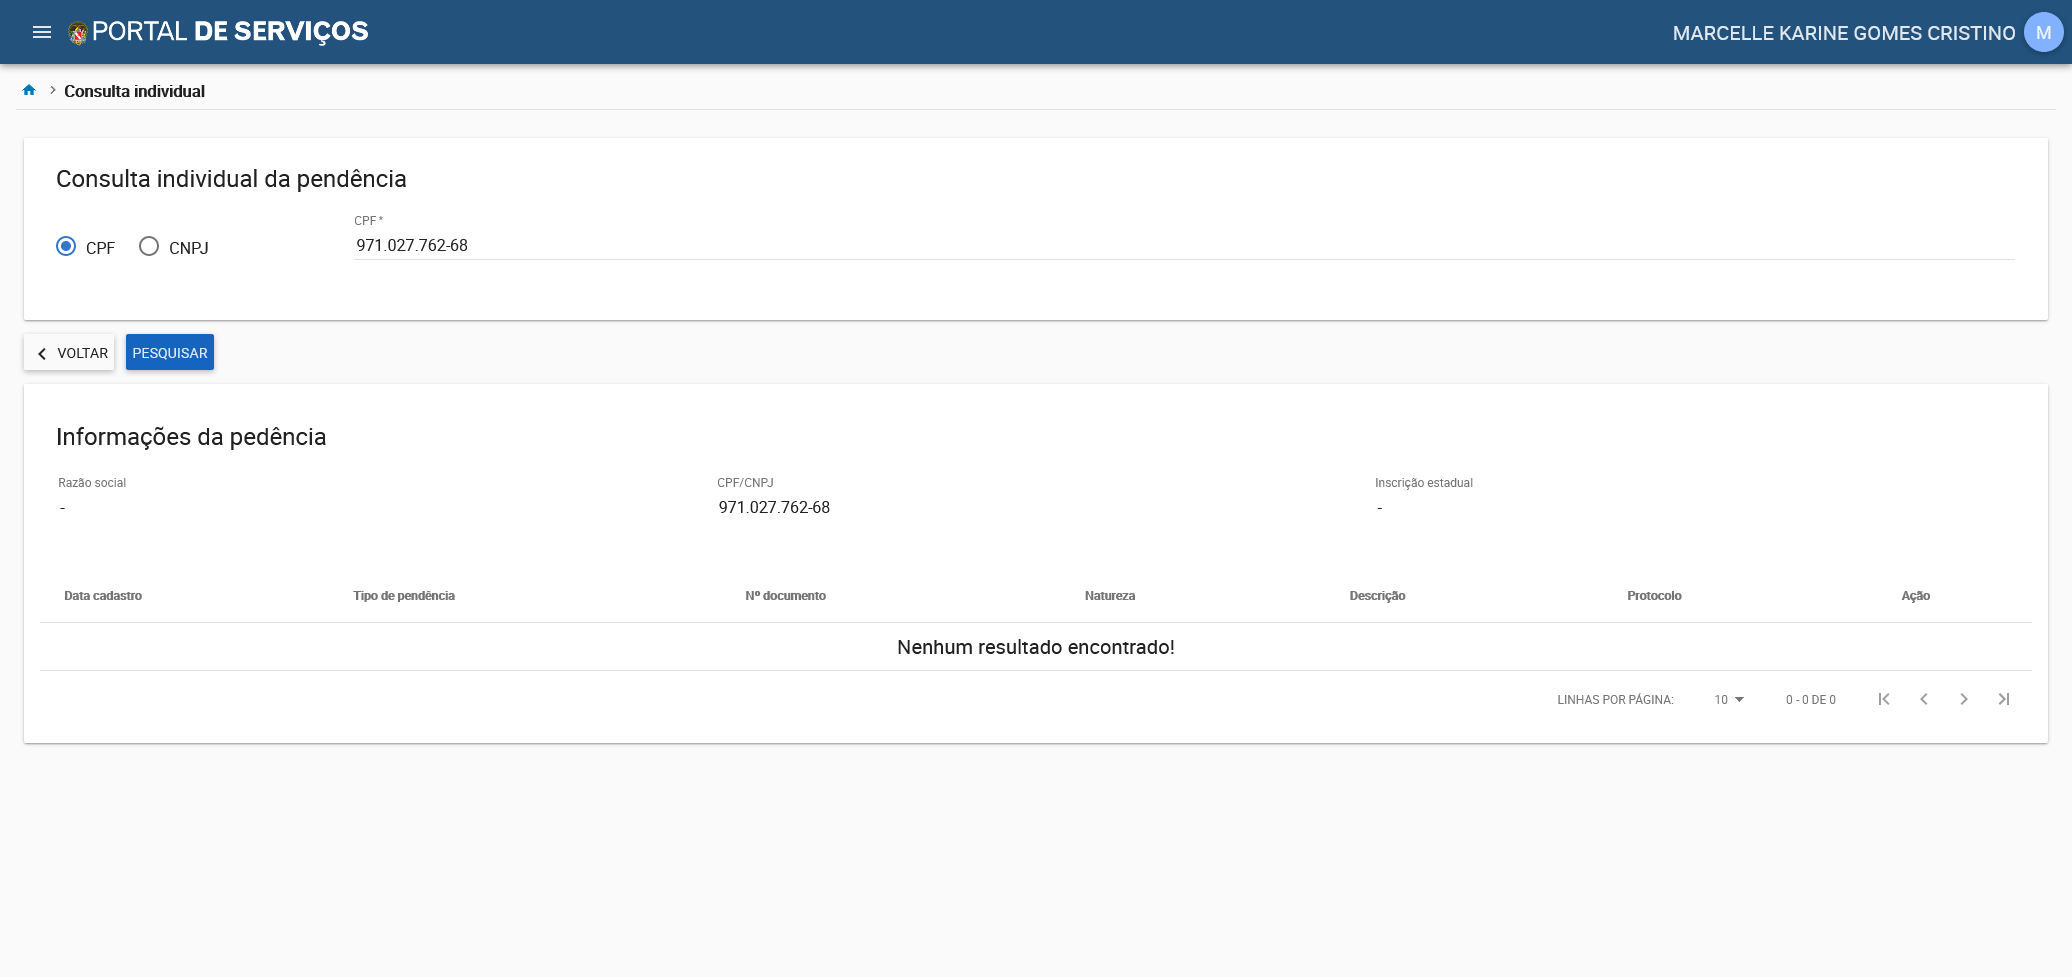 PORTAL DE SERVIÇOS
MARCELLE KARINE GOMES CRISTINO M
Consulta individual
Consulta individual da pendência
CPF *
CPF CNPJ 971.027.762-68
VOLTAR PESQUISAR
Informações da pedência
Razão social CPF/CNPJ Inscrição estadual
- 971.027.762-68 -
Data cadastro Tipo de pendência Nº documento Natureza Descrição Protocolo Ação
Nenhum resultado encontrado!
LINHAS POR PÁGINA: 10 0 - 0 DE 0